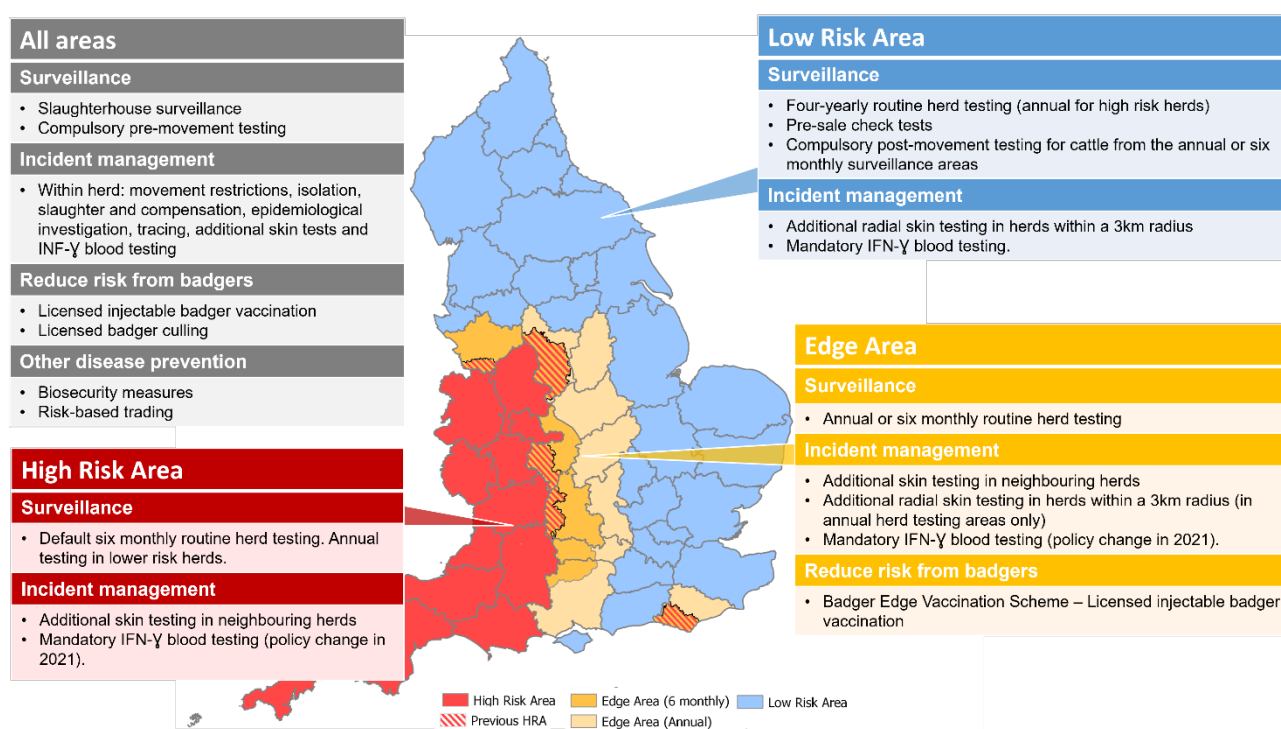 All areas
Surveillance
• Slaughterhouse surveillance
• Compulsory pre-movement testing
Incident management
• Within herd: movement restrictions, isolation,
slaughter and compensation, epidemiological
investigation, tracing, additional skin tests and
INF-Ɣ blood testing
Reduce risk from badgers
• Licensed injectable badger vaccination
• Licensed badger culling
Other disease prevention
• Biosecurity measures
• Risk-based trading
High Risk Area
Surveillance
• Default six monthly routine herd testing. Annual
testing in lower risk herds.
Incident management
• Additional skin testing in neighbouring herds
• Mandatory IFN-Ɣ blood testing (policy change in
2021).
Low Risk Area
Surveillance
• Four-yearly routine herd testing (annual for high risk herds)
• Pre-sale check tests
• Compulsory post-movement testing for cattle from the annual or six
monthly surveillance areas
Incident management
• Additional radial skin testing in herds within a 3km radius
• Mandatory IFN-Ɣ blood testing.
Edge Area
Surveillance
• Annual or six monthly routine herd testing
Incident management
• Additional skin testing in neighbouring herds
• Additional radial skin testing in herds within a 3km radius (in
annual herd testing areas only)
• Mandatory IFN-Ɣ blood testing (policy change in 2021).
Reduce risk from badgers
• Badger Edge Vaccination Scheme – Licensed injectable badger
vaccination
High Risk Area Edge Area (6 monthly) Low Risk Area
Previous HRA Edge Area (Annual)